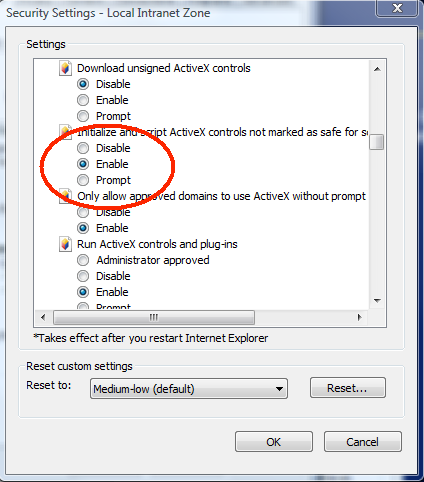 Security Settings - Local Intranet Zone
Settings
Download unsigned ActiveX controls
Disable
Enable
Prompt
Initialize and script ActiveX controls not marked as safe for
Disable
Enable
Prompt
Only allow approved domains to use ActiveX without prompt
Disable
Enable
Run ActiveX controls and plug-ins
Administrator approved
Disable
Enable
Prompt
*Takes effect after you restart Internet Explorer
Reset custom settings
Reset to:
Medium-low (default)
Reset...
OK
Cancel